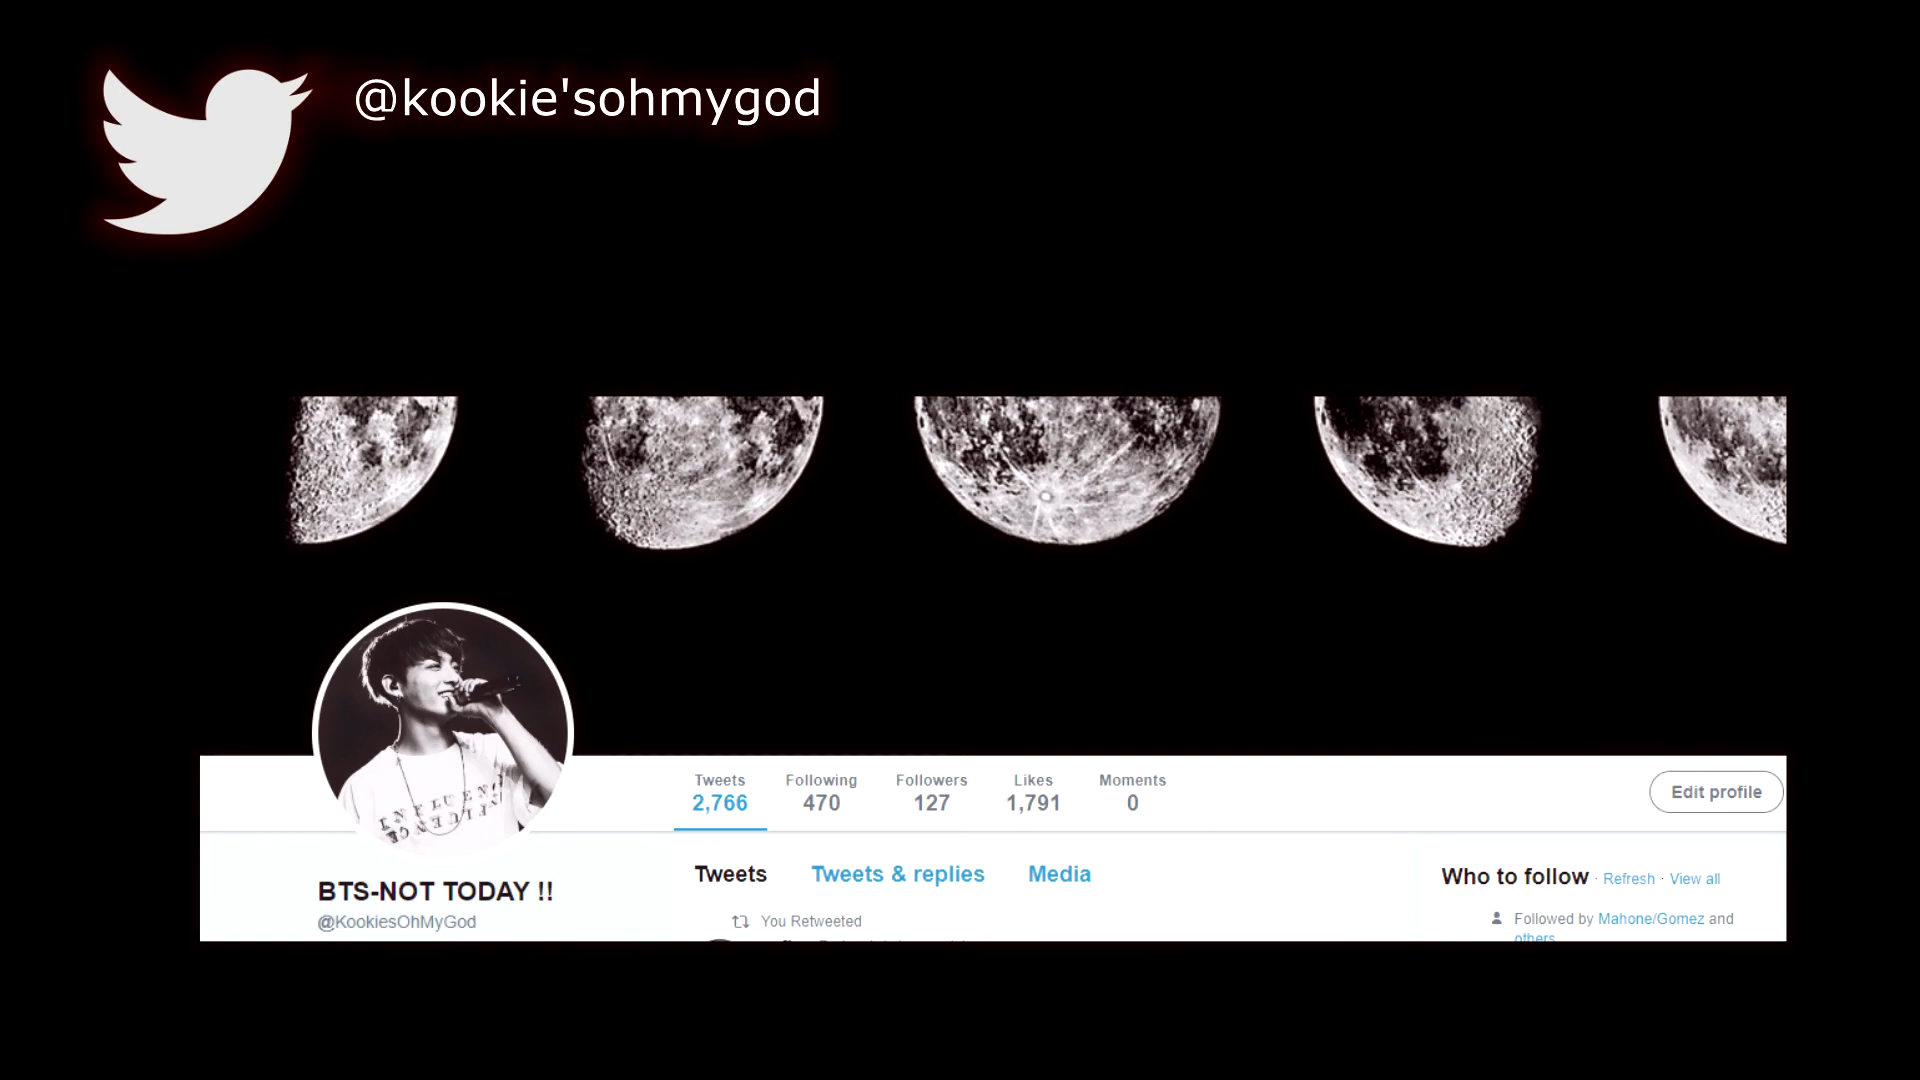 @kookie'sohmygod
Tweets Following Followers Likes Moments
2,766 470 127 1,791 0
Edit profile
BTS-NOT TODAY !!
@KookiesOhMyGod
Tweets Tweets & replies Media
You Retweeted
Who to follow · Refresh · View all
Followed by Mahone/Gomez and
others